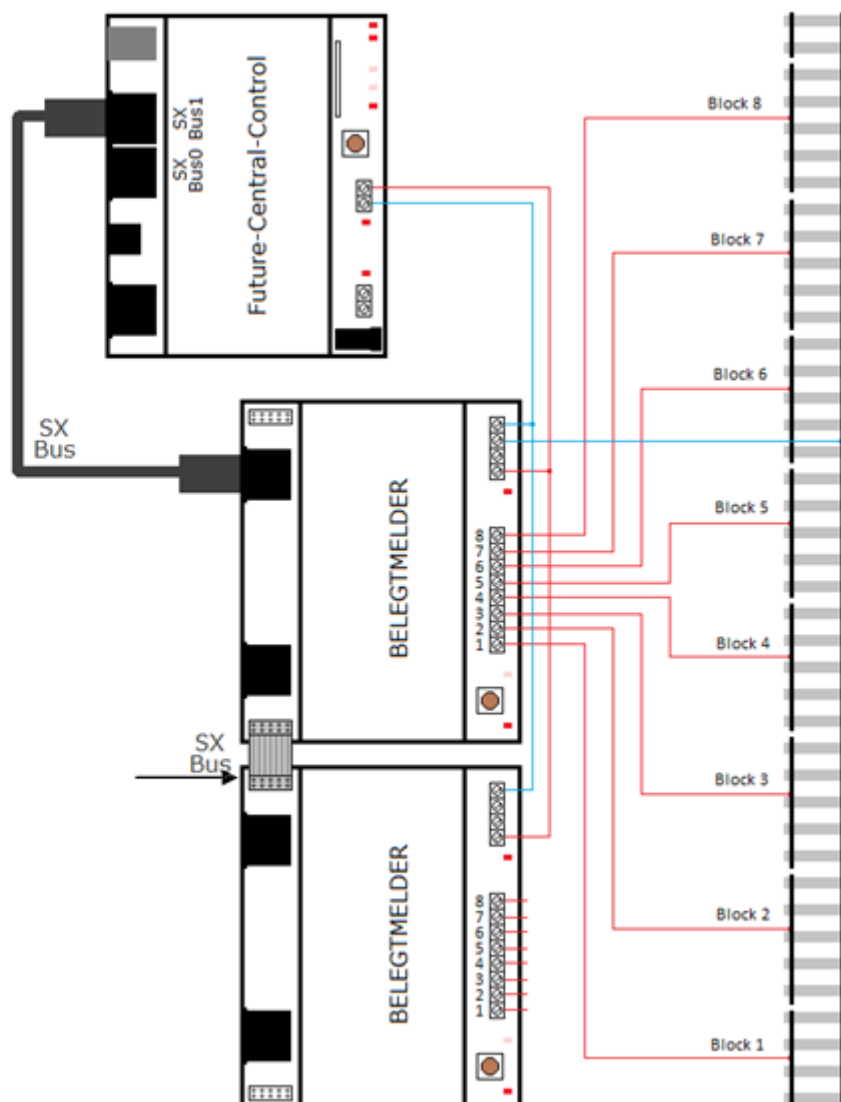 Future-Central-Control
SX
Bus1
SX
Bus0
SX
Bus
BELEGTMELDER
8
7
6
5
4
3
2
1
SX
Bus
BELEGTMELDER
8
7
6
5
4
3
2
1
Block 8
Block 7
Block 6
Block 5
Block 4
Block 3
Block 2
Block 1